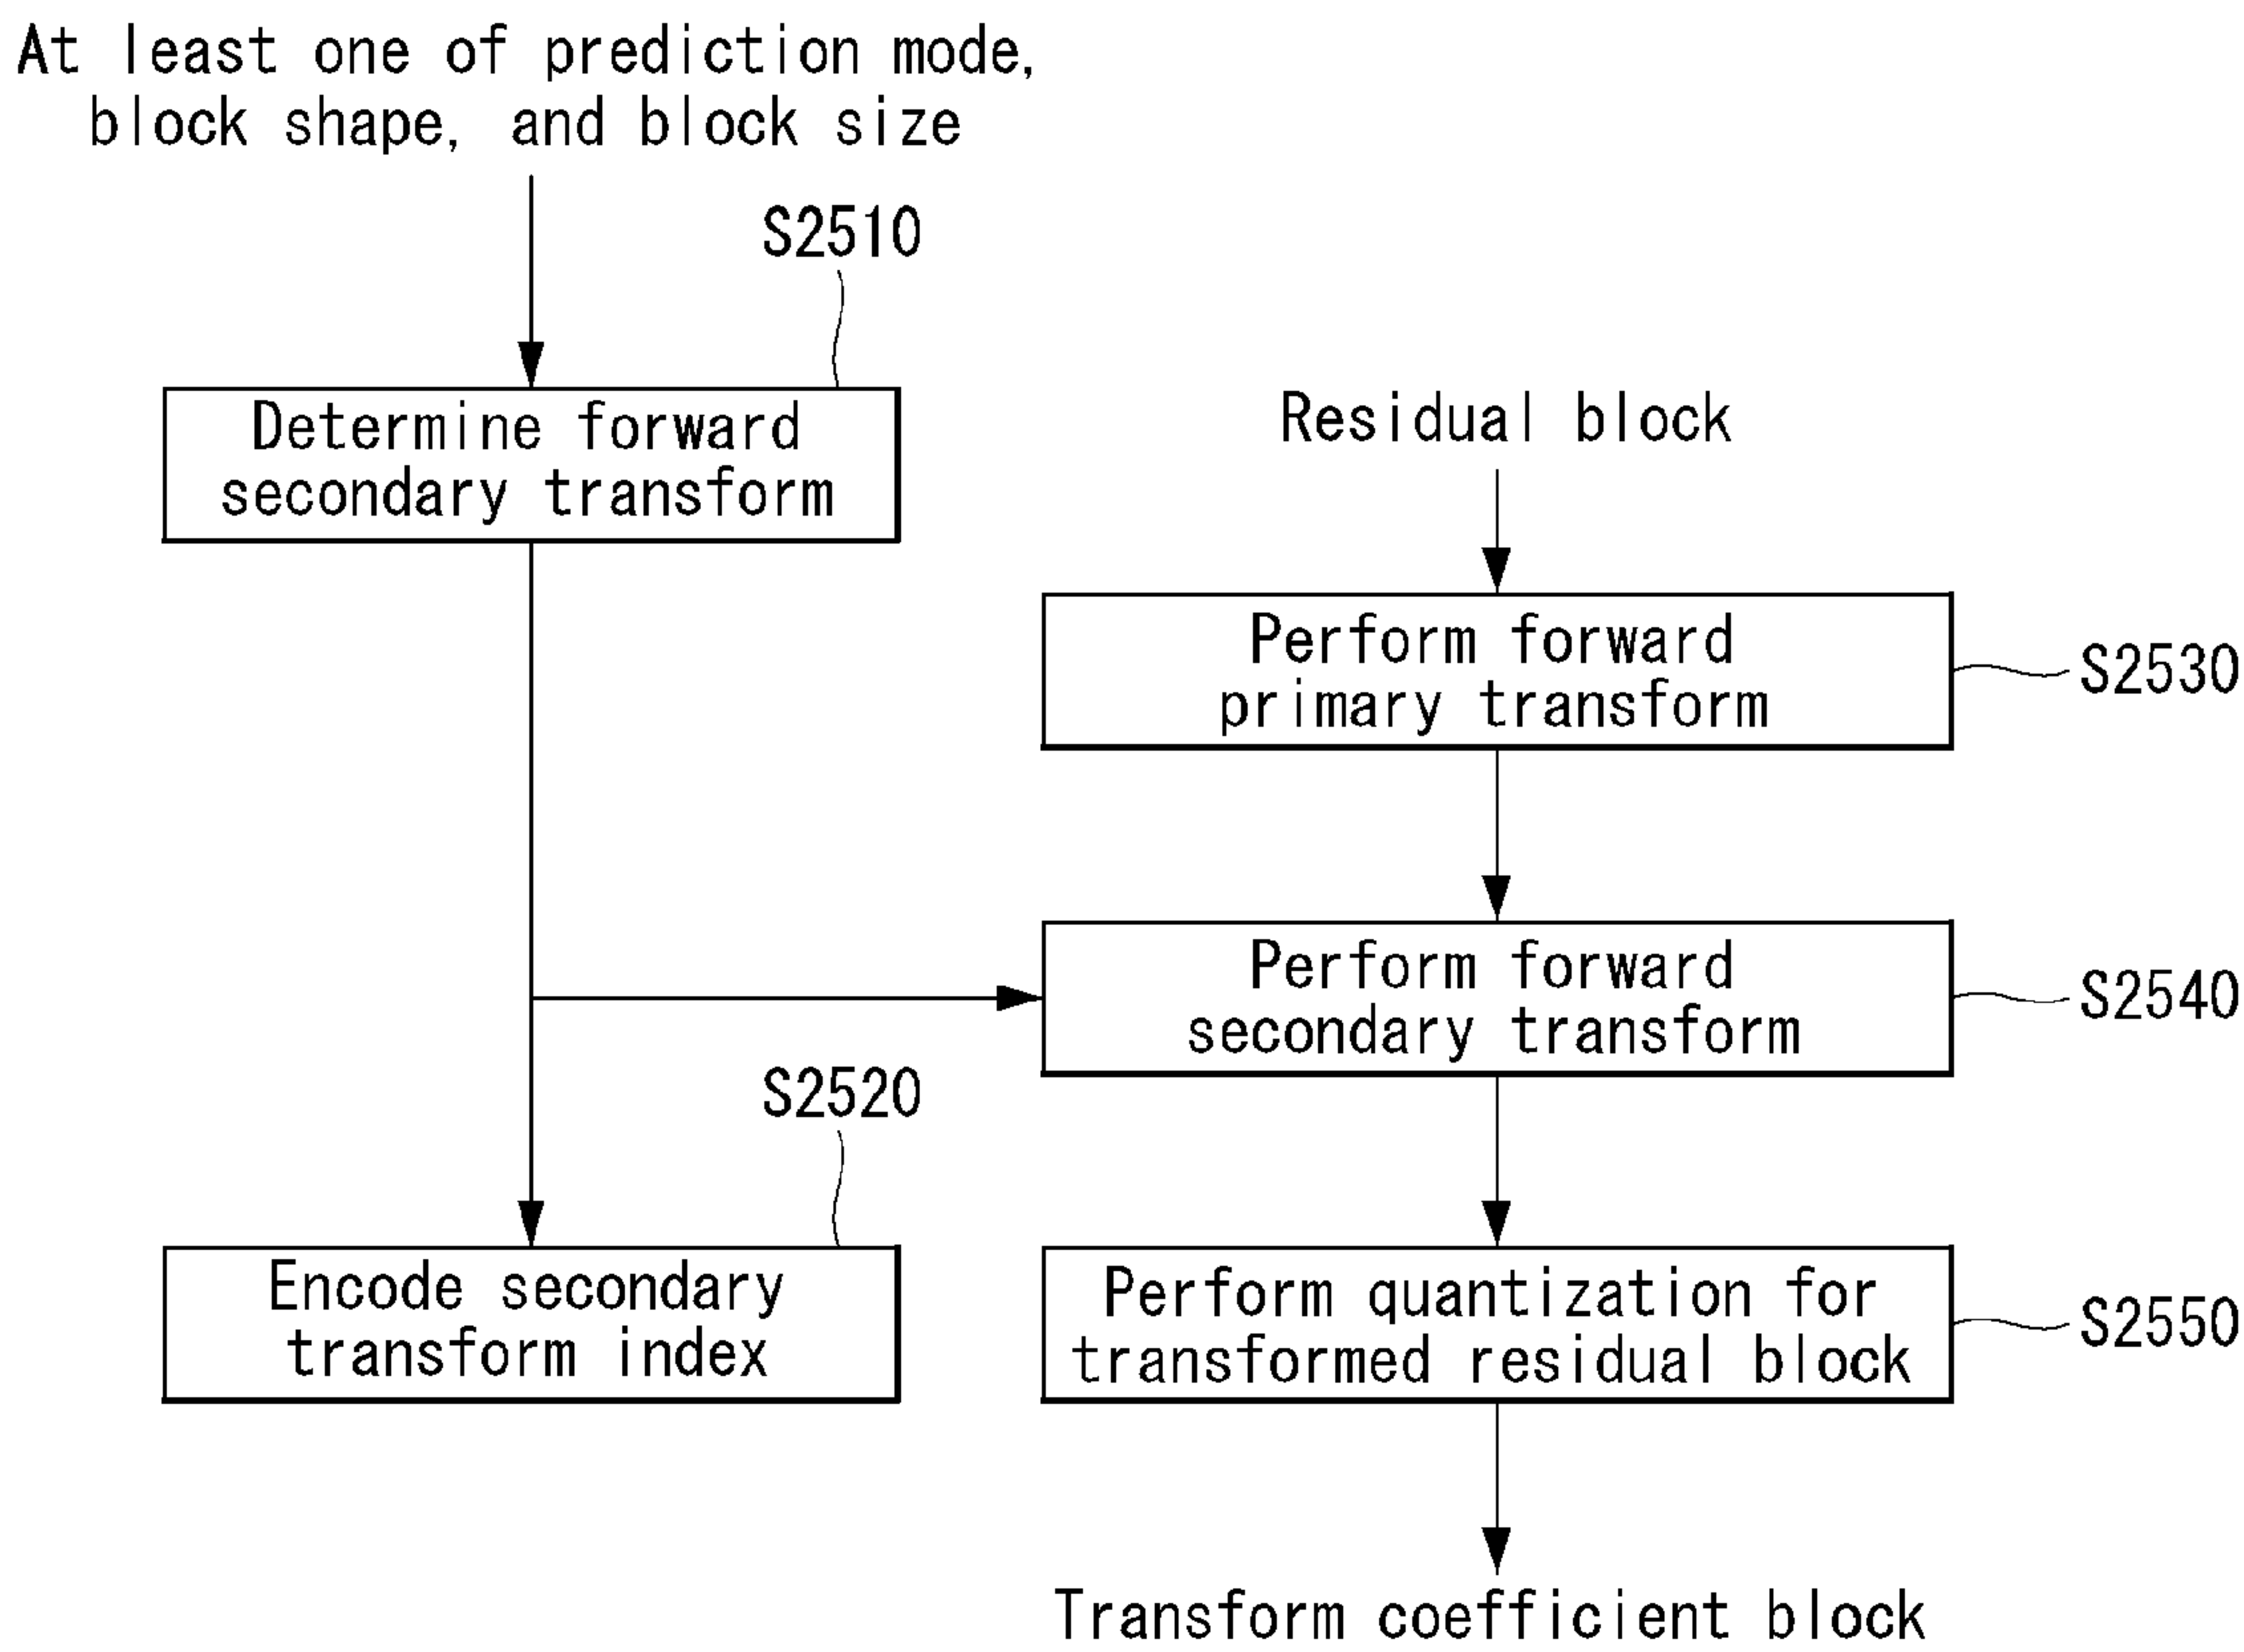 At least one of prediction mode,
block shape, and block size
S2510
Determine forward
secondary transform
Residual block
Perform forward
primary transform
S2530
Perform forward
secondary transform
S2540
S2520
Encode secondary
transform index
Perform quantization for
transformed residual block
S2550
Transform coefficient block